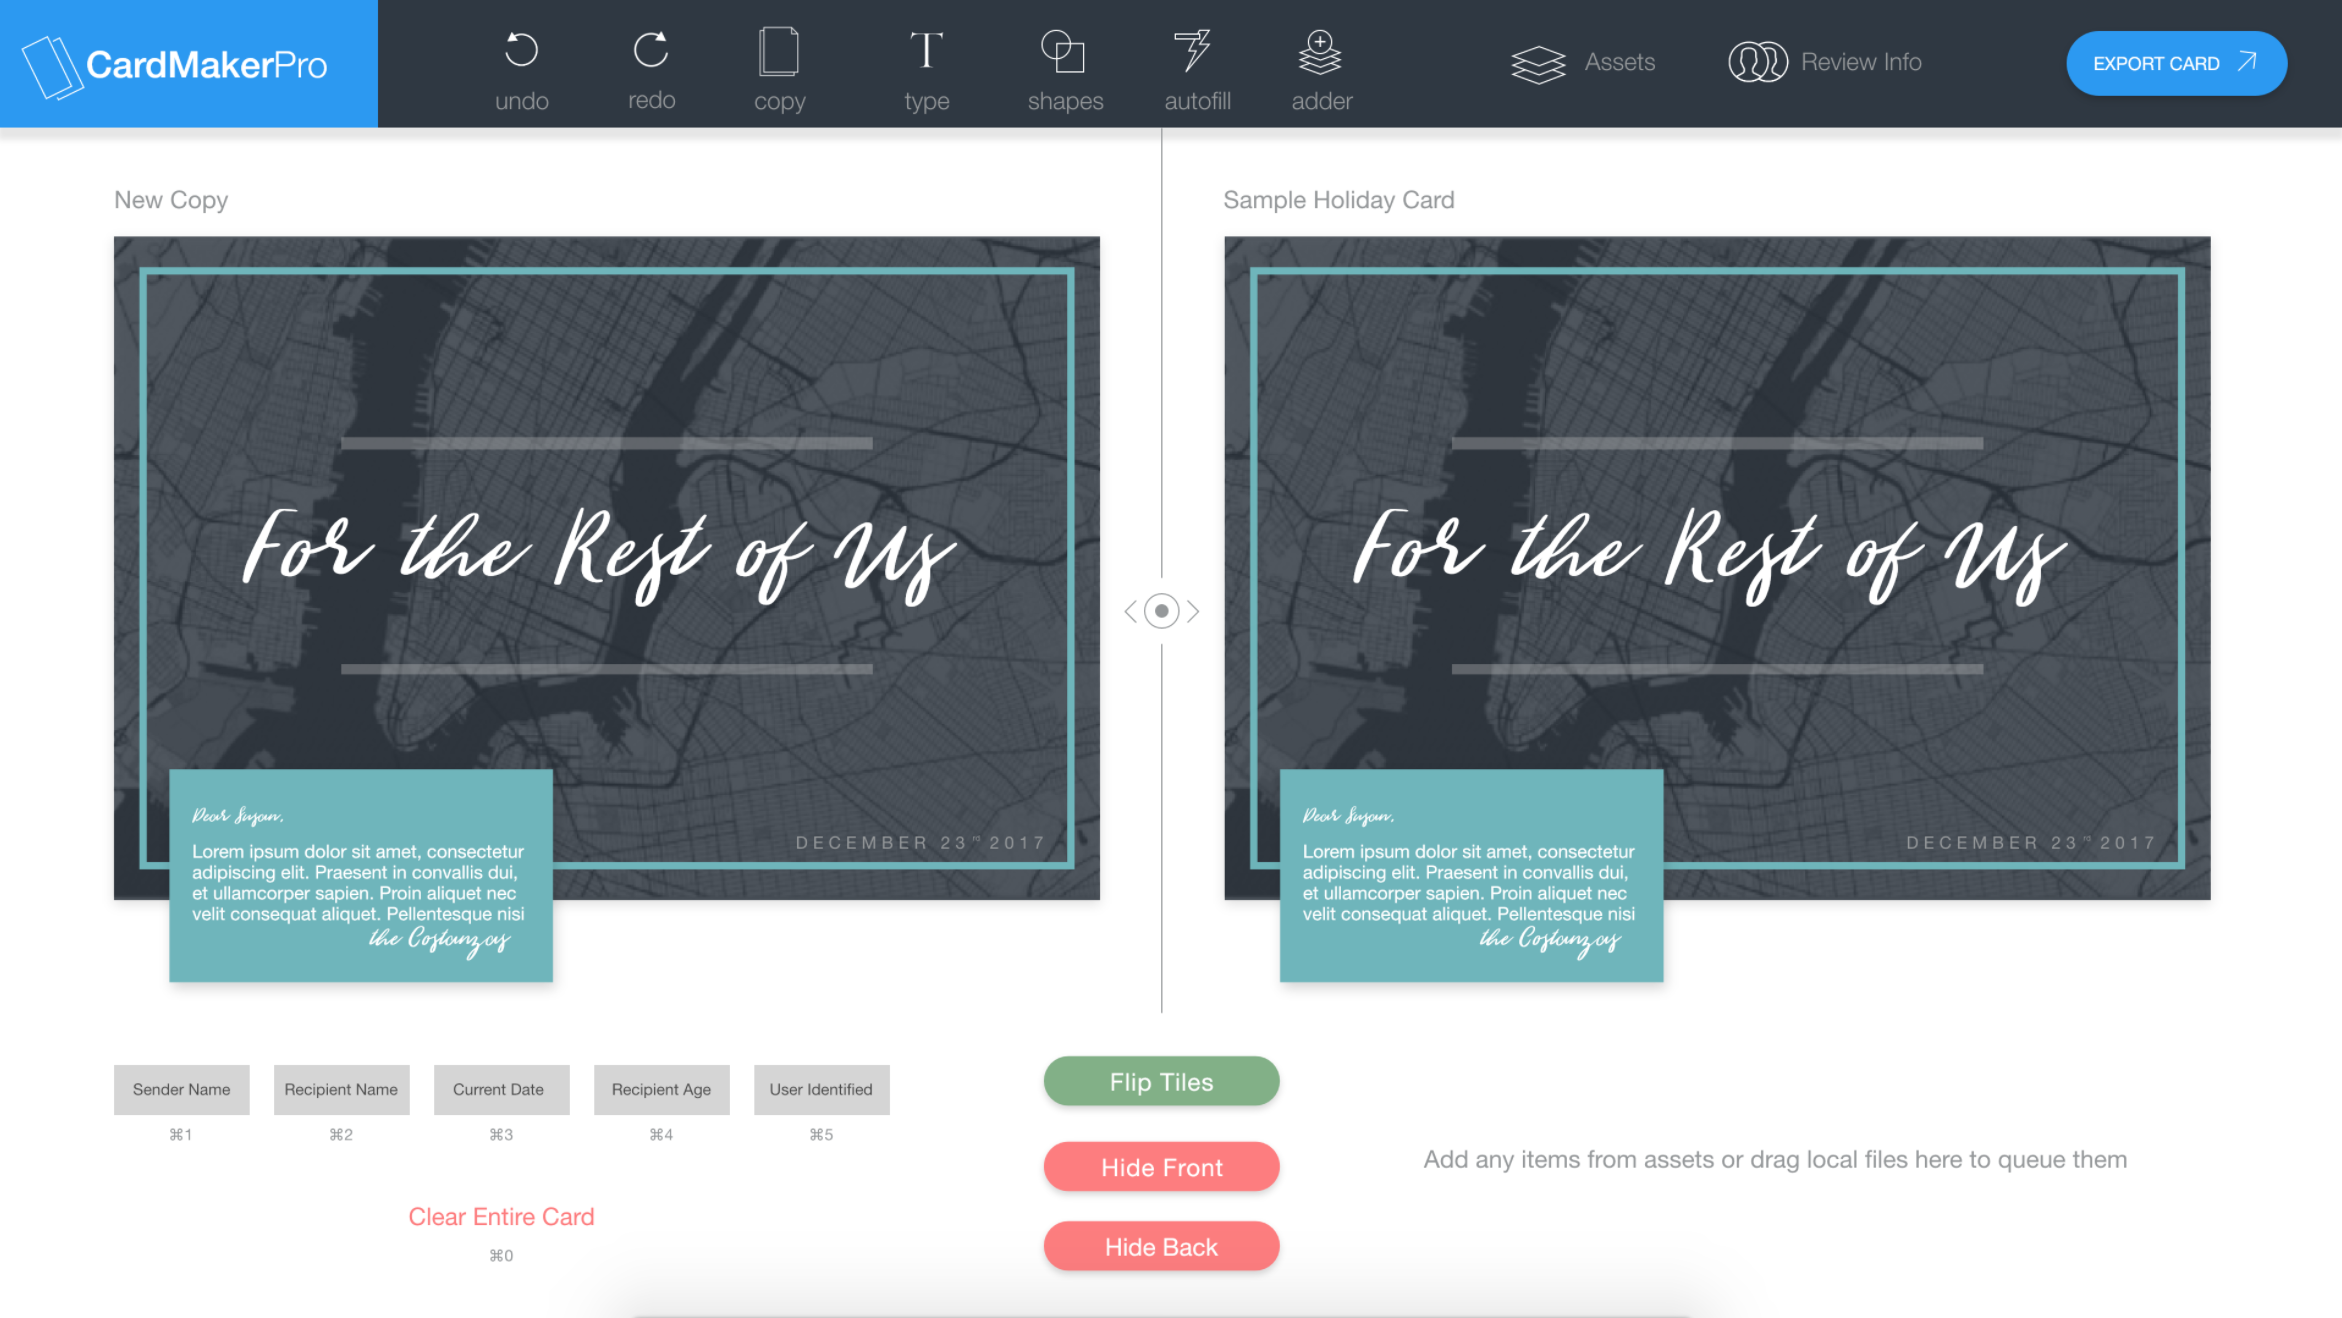 CardMakerPro
undo
redo
copy
type
shapes
autofill
adder
Assets
Review Info
EXPORT CARD
New Copy
Sample Holiday Card
For the Rest of Us
DECEMBER 23RD 2017
Dear Susan,
Lorem ipsum dolor sit amet, consectetur
adipiscing elit. Praesent in convallis dui,
et ullamcorper sapien. Proin aliquet nec
velit consequat aliquet. Pellentesque nisi
the Costanzas
For the Rest of Us
DECEMBER 23RD 2017
Dear Susan,
Lorem ipsum dolor sit amet, consectetur
adipiscing elit. Praesent in convallis dui,
et ullamcorper sapien. Proin aliquet nec
velit consequat aliquet. Pellentesque nisi
the Costanzas
Sender Name
⌘1
Recipient Name
⌘2
Current Date
⌘3
Recipient Age
⌘4
User Identified
⌘5
Clear Entire Card
⌘0
Flip Tiles
Hide Front
Hide Back
Add any items from assets or drag local files here to queue them